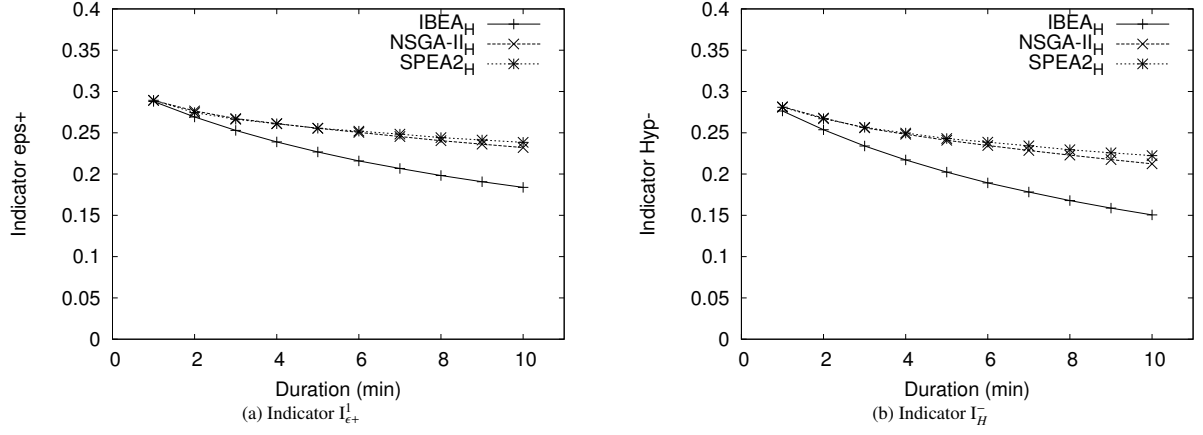 0.4
0.35
0.3
0.25
0.2
0.15
0.1
0.05
0
0 2 4 6 8 10
Indicator eps+
Duration (min)
IBEA_H
NSGA-II_H
SPEA2_H
(a) Indicator I¹_ϵ+
0.4
0.35
0.3
0.25
0.2
0.15
0.1
0.05
0
0 2 4 6 8 10
Indicator Hyp-
Duration (min)
IBEA_H
NSGA-II_H
SPEA2_H
(b) Indicator I⁻_H